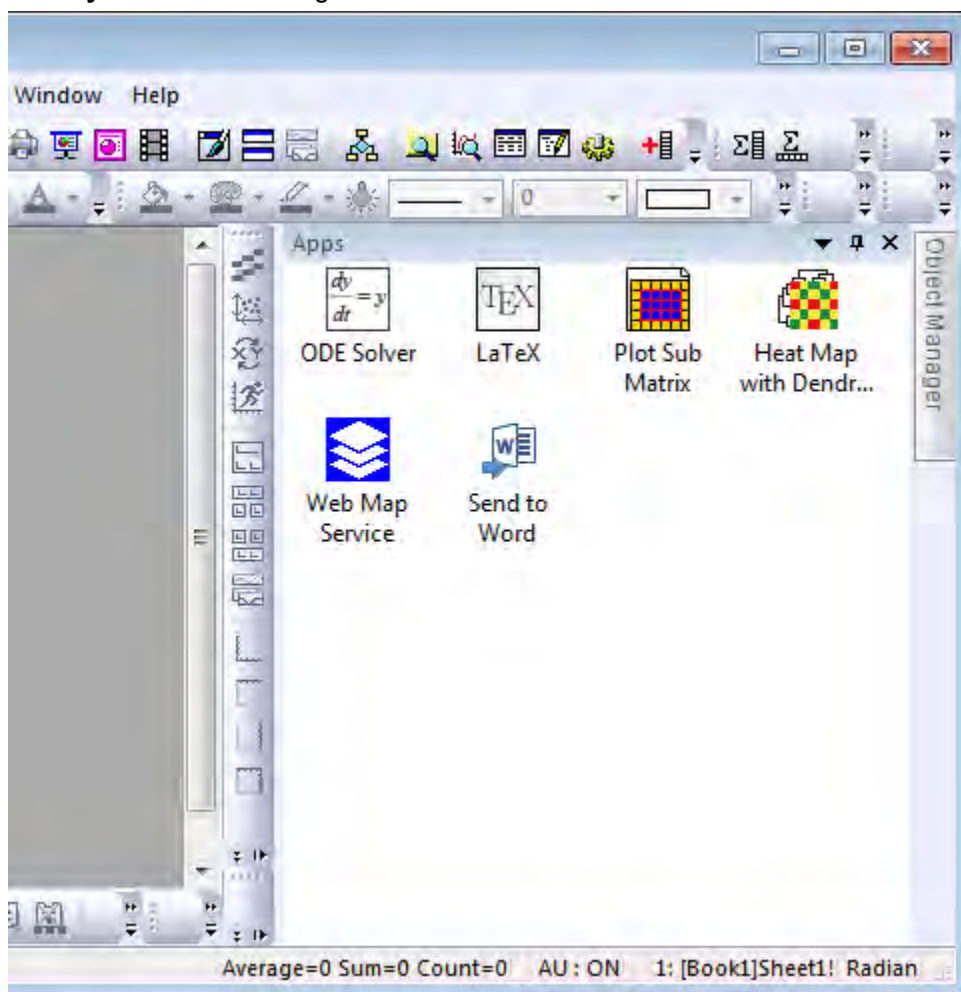 Window Help
0
Apps
Object Manager
dy
dt
= y
TEX
ODE Solver
LaTeX
Plot Sub
Matrix
Heat Map
with Dendr...
W
Web Map
Service
Send to
Word
Average=0 Sum=0 Count=0 AU : ON 1: [Book1]Sheet1! Radian